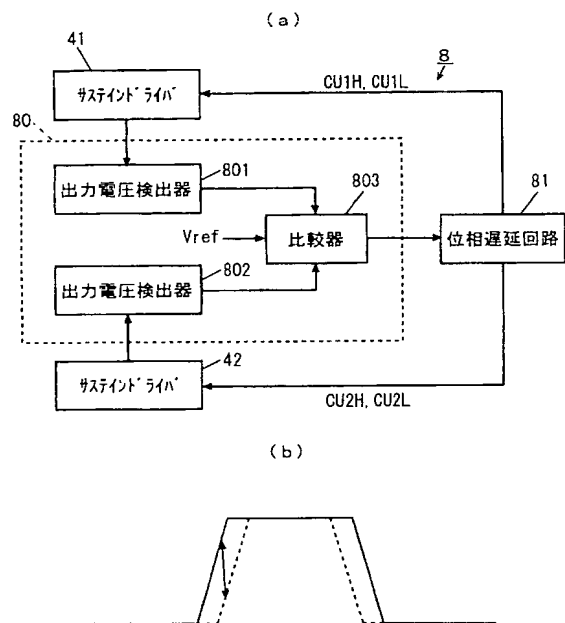 (a)
41
8
サステインドライバ
CU1H, CU1L
80
801
出力電圧検出器
803
81
Vref
比較器
位相遅延回路
802
出力電圧検出器
42
サステインドライバ
CU2H, CU2L
(b)